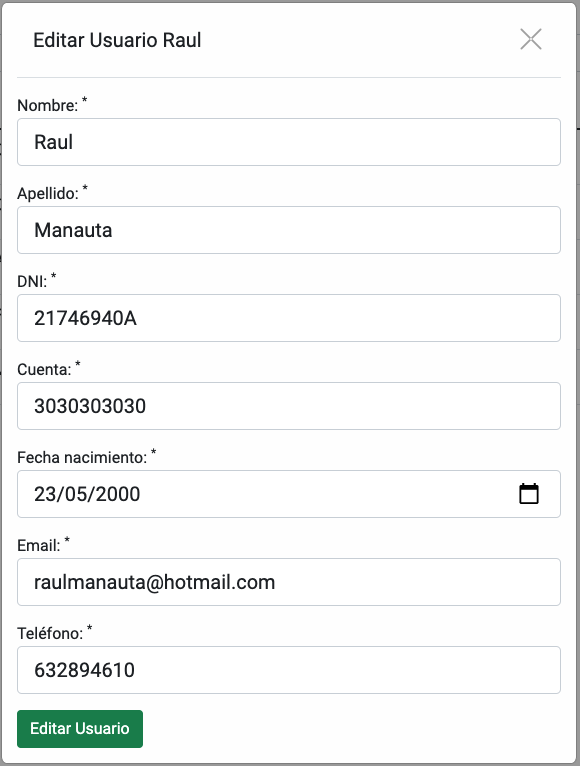 Editar Usuario Raul
Nombre: *
Raul
Apellido: *
Manauta
DNI: *
21746940A
Cuenta: *
3030303030
Fecha nacimiento: *
23/05/2000
Email: *
raulmanauta@hotmail.com
Teléfono: *
632894610
Editar Usuario